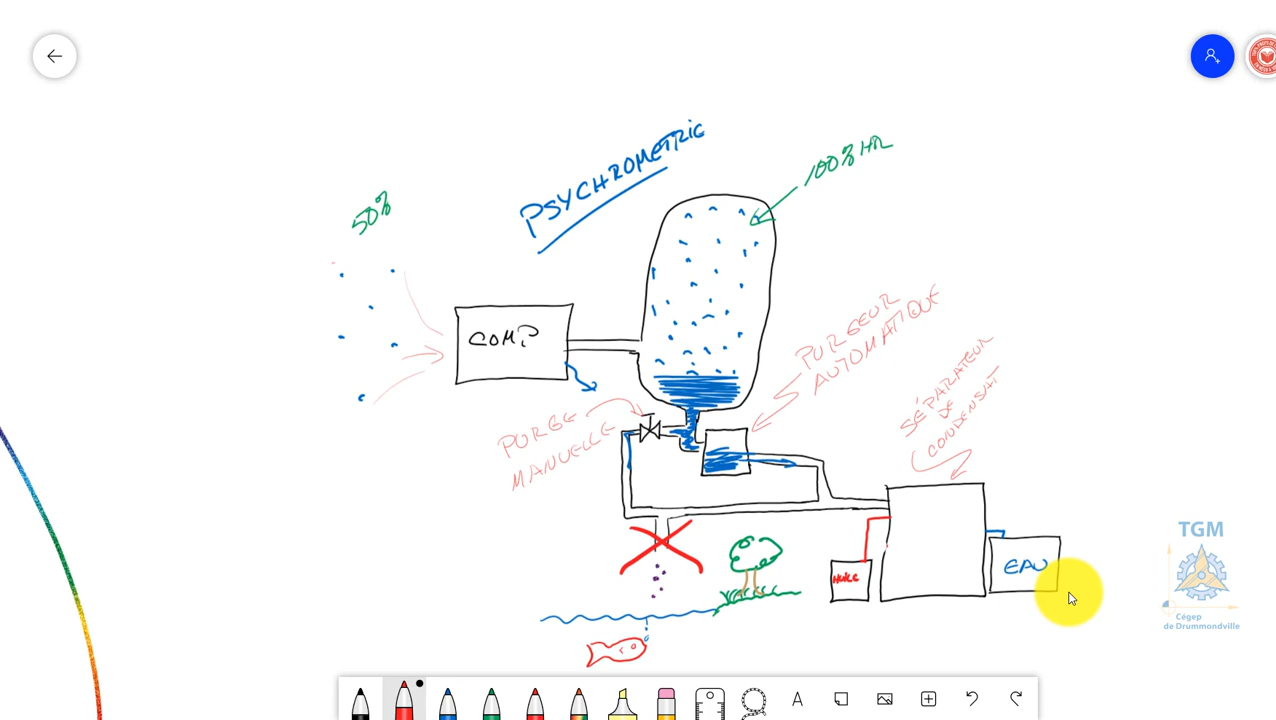 PSYCHROMETRIC
100% HR
50%
COMP
PURGEUR
AUTOMATIQUE
PURGE
MANUELLE
SÉPARATEUR
DE
CONDENSAT
HUILE
EAU
TGM
Cégep
de Drummondville
A